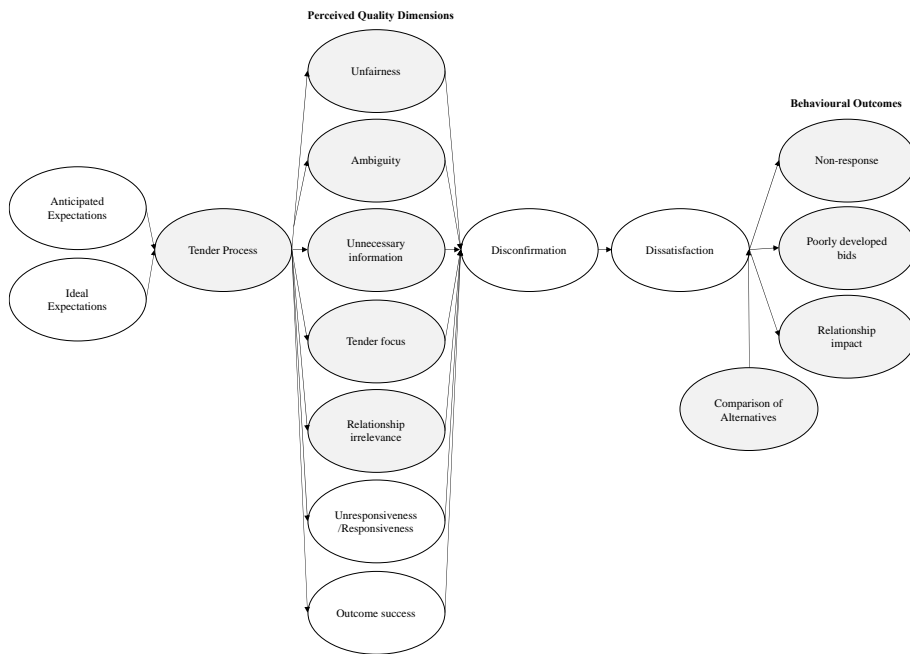 Perceived Quality Dimensions
Unfairness
Behavioural Outcomes
Ambiguity
Non-response
Anticipated
Expectations
Tender Process
Unnecessary
information
Disconfirmation
Dissatisfaction
Poorly developed
bids
Ideal
Expectations
Tender focus
Relationship
impact
Relationship
irrelevance
Comparison of
Alternatives
Unresponsiveness
/Responsiveness
Outcome success